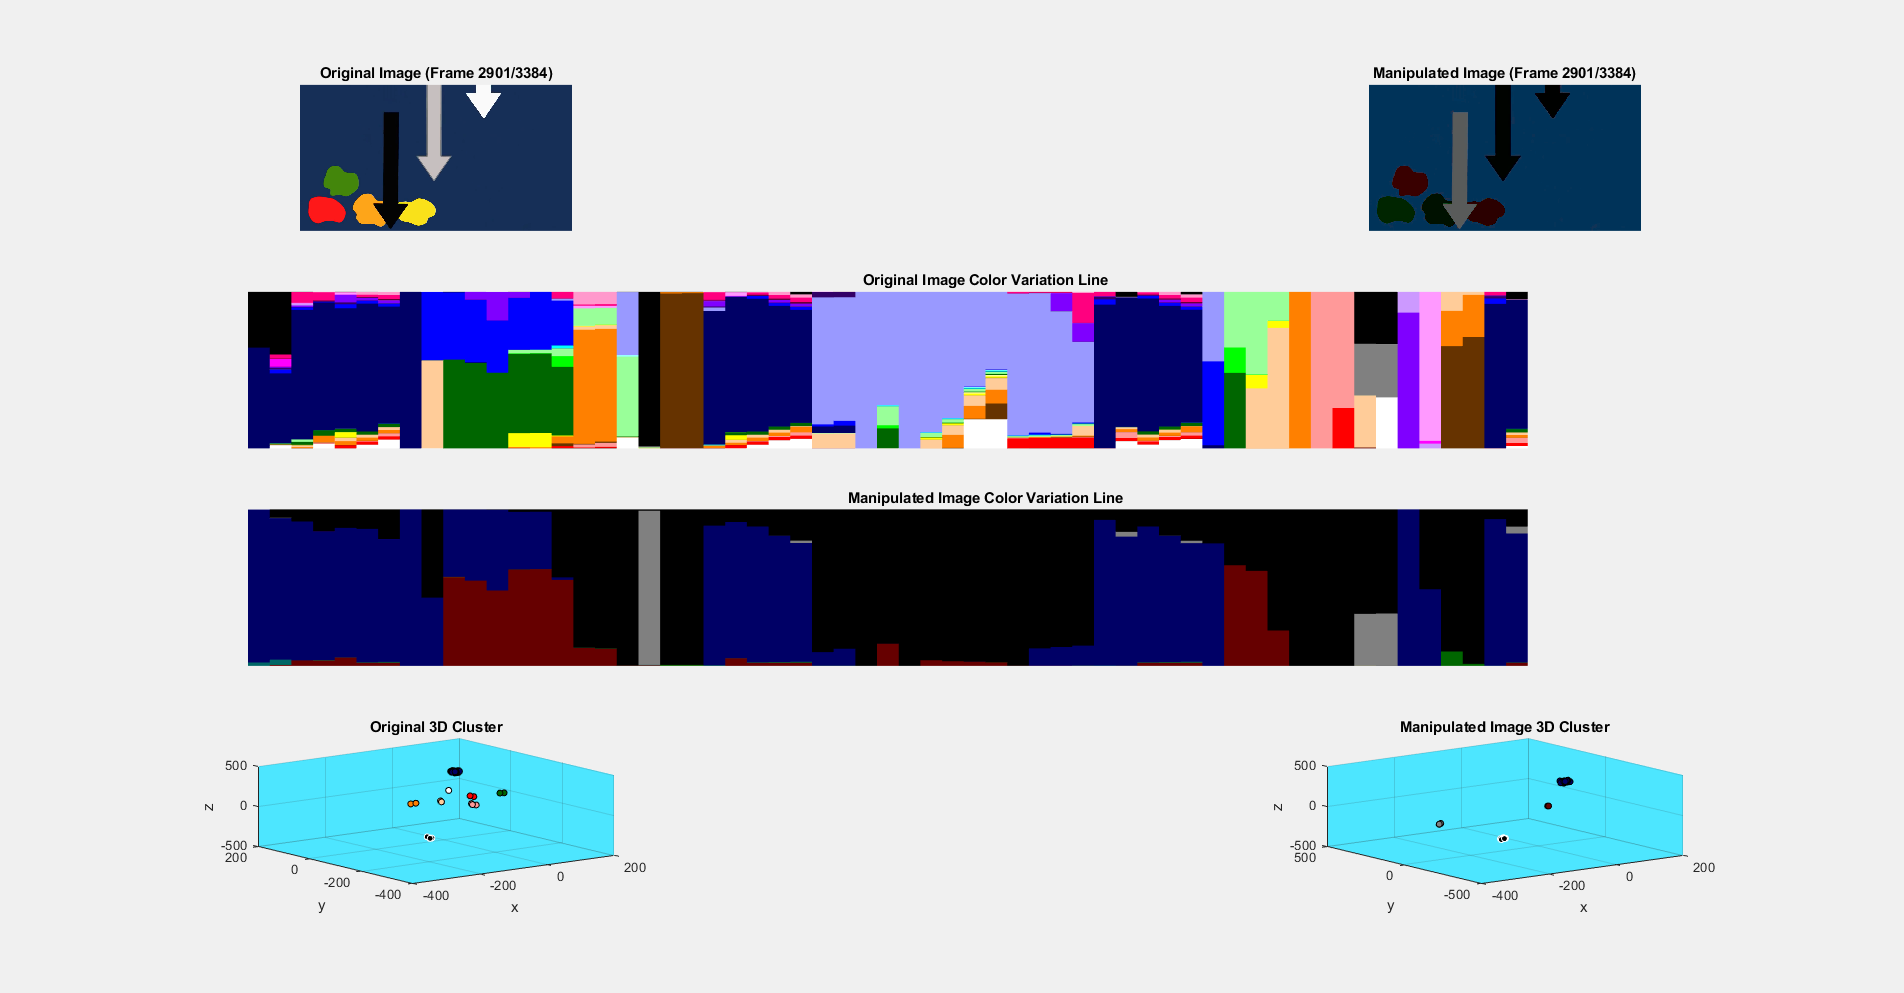 Original Image (Frame 2901/3384)
Manipulated Image (Frame 2901/3384)
Original Image Color Variation Line
Manipulated Image Color Variation Line
Original 3D Cluster
500
0
-500
z
200
0
-200
-400
y
-400
-200
0
200
x
Manipulated Image 3D Cluster
500
0
-500
z
500
0
-500
y
-400
-200
0
200
x